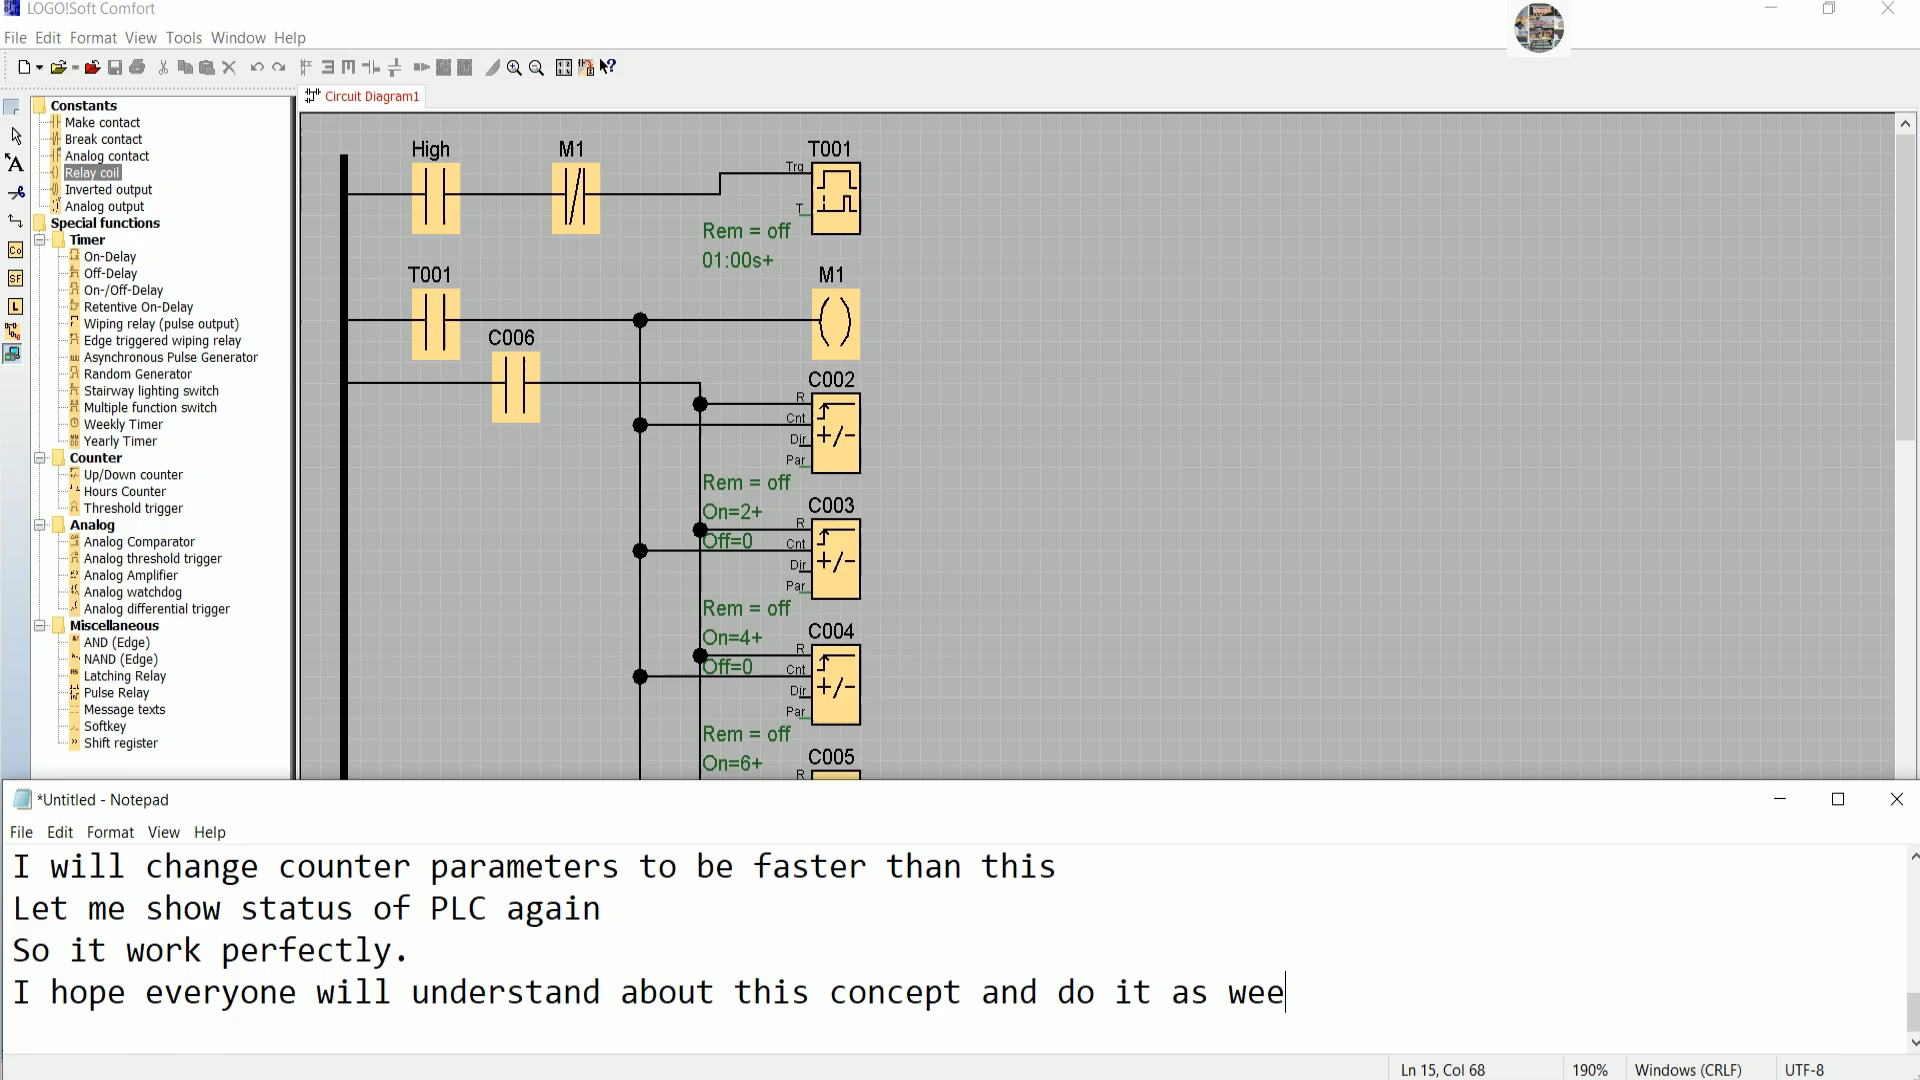 LOGO!Soft Comfort
File Edit Format View Tools Window Help
Circuit Diagram1
Constants
Make contact
Break contact
Analog contact
Relay coil
Inverted output
Analog output
Special functions
Timer
On-Delay
Off-Delay
On-/Off-Delay
Retentive On-Delay
Wiping relay (pulse output)
Edge triggered wiping relay
Asynchronous Pulse Generator
Random Generator
Stairway lighting switch
Multiple function switch
Weekly Timer
Yearly Timer
Counter
Up/Down counter
Hours Counter
Threshold trigger
Analog
Analog Comparator
Analog threshold trigger
Analog Amplifier
Analog watchdog
Analog differential trigger
Miscellaneous
AND (Edge)
NAND (Edge)
Latching Relay
Pulse Relay
Message texts
Softkey
Shift register
Co
SF
L
High M1 T001
Trg
T
Rem = off
01:00s+
T001 M1
C006
C002
R
Cnt
Dir
Par
+/-
Rem = off
On=2+
Off=0
C003
R
Cnt
Dir
Par
+/-
Rem = off
On=4+
Off=0
C004
R
Cnt
Dir
Par
+/-
Rem = off
On=6+
C005
R
*Untitled - Notepad
File Edit Format View Help
I will change counter parameters to be faster than this
Let me show status of PLC again
So it work perfectly.
I hope everyone will understand about this concept and do it as wee
Ln 15, Col 68 190% Windows (CRLF) UTF-8